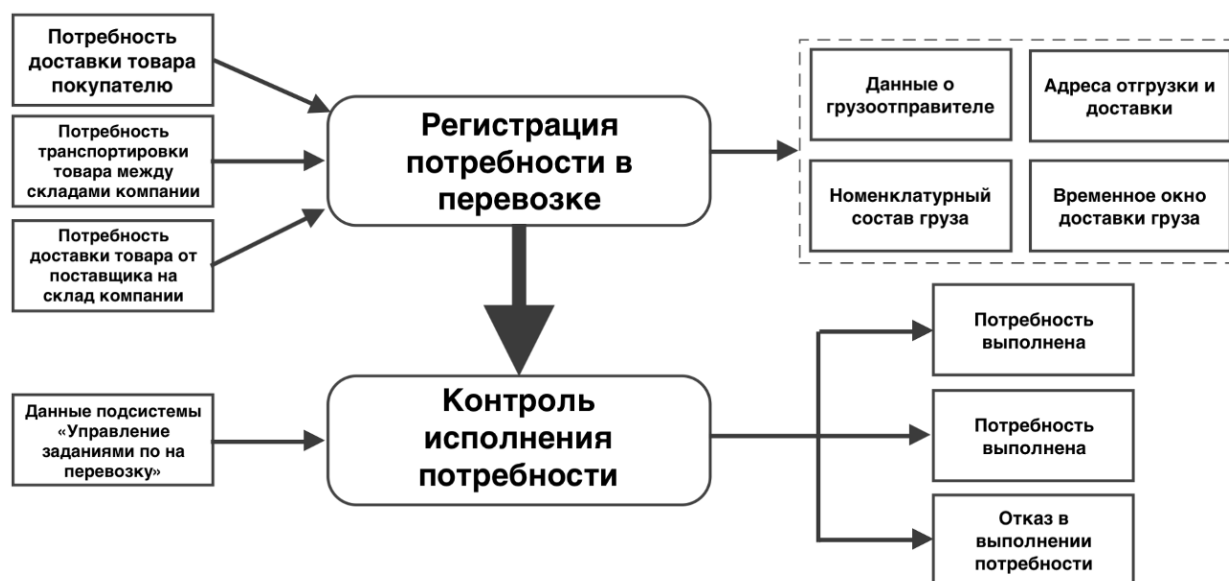 Потребность
доставки товара
покупателю
Потребность
транспортировки
товара между
складами компании
Потребность
доставки товара от
поставщика на
склад компании
Регистрация
потребности в
перевозке
Данные о
грузоотправителе
Адреса отгрузки и
доставки
Номенклатурный
состав груза
Временное окно
доставки груза
Данные подсистемы
«Управление
заданиями по на
перевозку»
Контроль
исполнения
потребности
Потребность
выполнена
Потребность
выполнена
Отказ в
выполнении
потребности